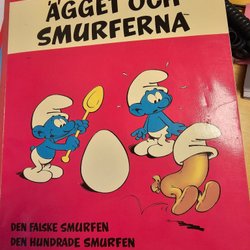 ÄGGET OCH
SMURFERNA
DEN FALSKE SMURFEN
DEN HUNDRADE SMURFEN